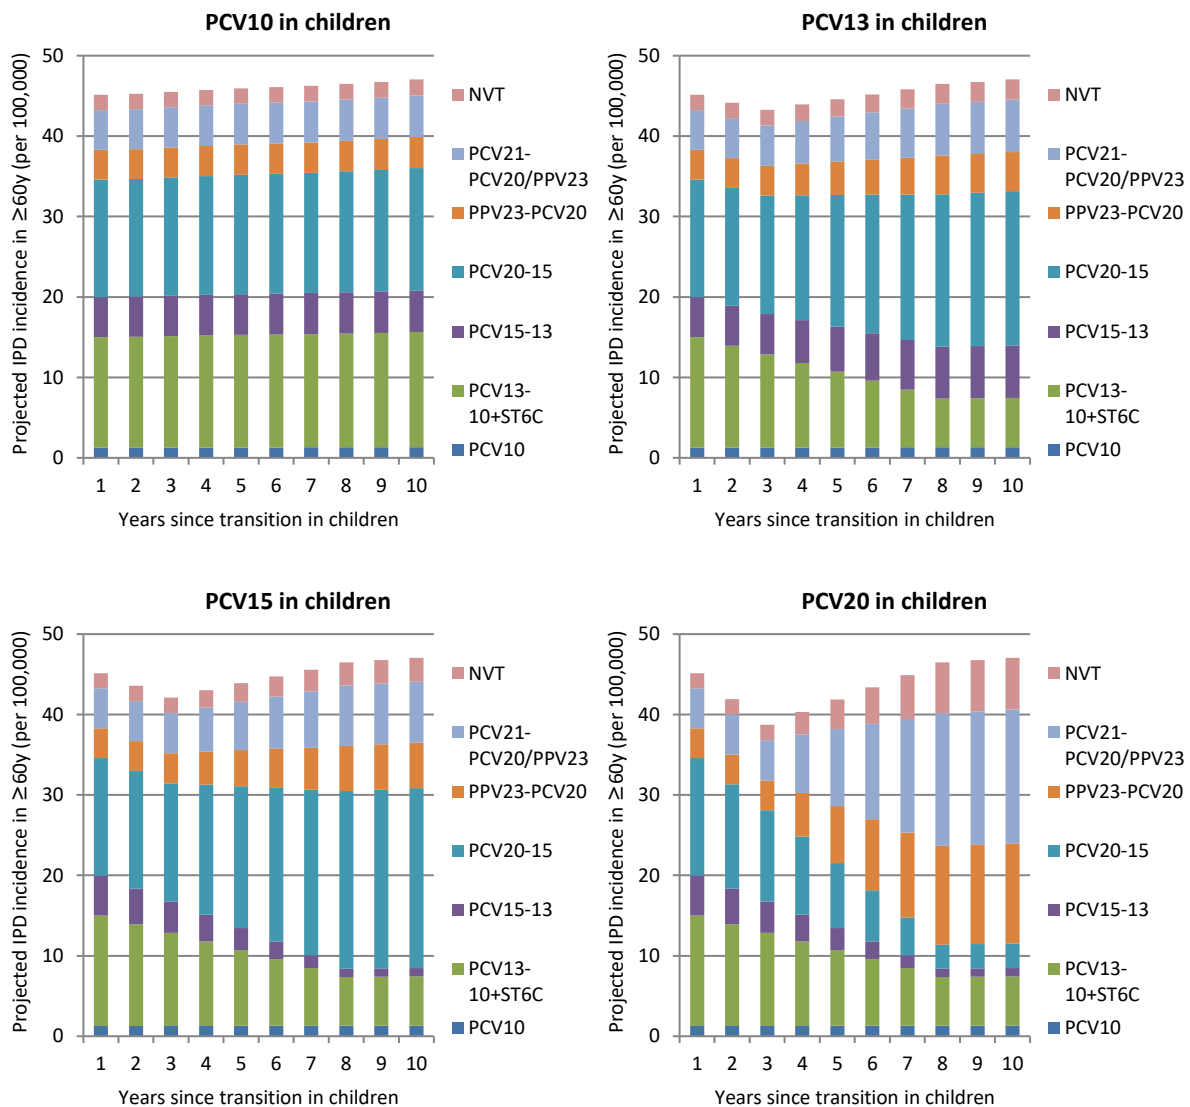 PCV10 in children
Projected IPD incidence in ≥60y (per 100,000)
50
40
30
20
10
0
1 2 3 4 5 6 7 8 9 10
Years since transition in children
NVT
PCV21-
PCV20/PPV23
PPV23-PCV20
PCV20-15
PCV15-13
PCV13-
10+ST6C
PCV10
PCV13 in children
Projected IPD incidence in ≥60y (per 100,000)
50
40
30
20
10
0
1 2 3 4 5 6 7 8 9 10
Years since transition in children
NVT
PCV21-
PCV20/PPV23
PPV23-PCV20
PCV20-15
PCV15-13
PCV13-
10+ST6C
PCV10
PCV15 in children
Projected IPD incidence in ≥60y (per 100,000)
50
40
30
20
10
0
1 2 3 4 5 6 7 8 9 10
Years since transition in children
NVT
PCV21-
PCV20/PPV23
PPV23-PCV20
PCV20-15
PCV15-13
PCV13-
10+ST6C
PCV10
PCV20 in children
Projected IPD incidence in ≥60y (per 100,000)
50
40
30
20
10
0
1 2 3 4 5 6 7 8 9 10
Years since transition in children
NVT
PCV21-
PCV20/PPV23
PPV23-PCV20
PCV20-15
PCV15-13
PCV13-
10+ST6C
PCV10